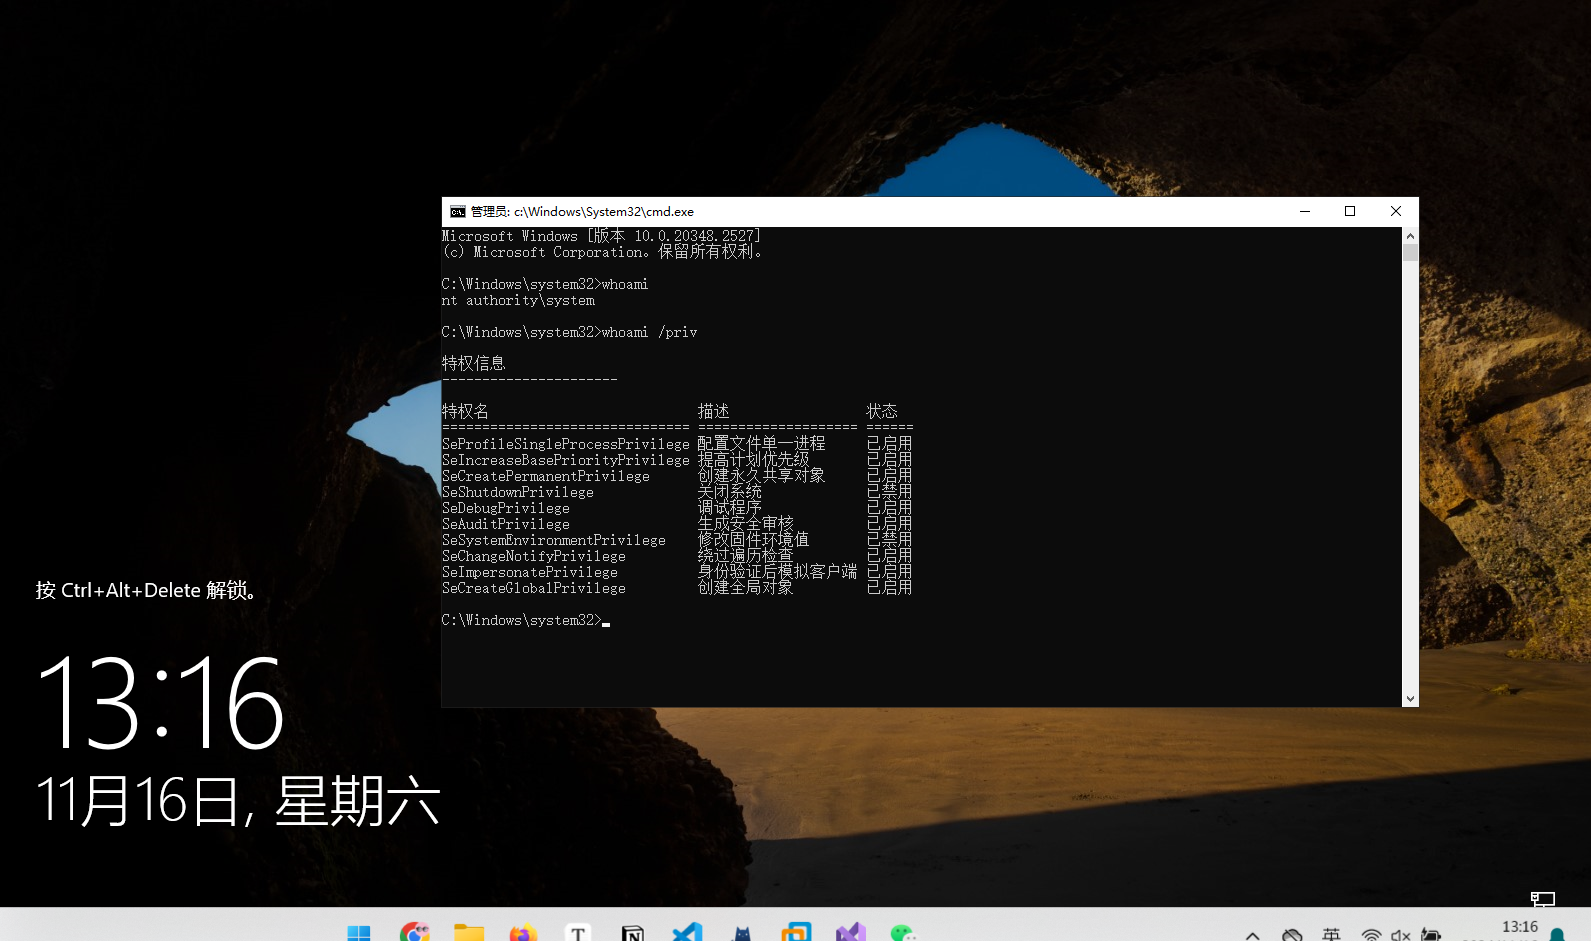 管理员: c:\Windows\System32\cmd.exe
Microsoft Windows [版本 10.0.20348.2527]
(c) Microsoft Corporation。保留所有权利。
C:\Windows\system32>whoami
nt authority\system
C:\Windows\system32>whoami /priv
特权信息
----------------------
特权名 描述 状态
=============================== ==================== ======
SeProfileSingleProcessPrivilege 配置文件单一进程 已启用
SeIncreaseBasePriorityPrivilege 提高计划优先级 已启用
SeCreatePermanentPrivilege 创建永久共享对象 已启用
SeShutdownPrivilege 关闭系统 已禁用
SeDebugPrivilege 调试程序 已启用
SeAuditPrivilege 生成安全审核 已启用
SeSystemEnvironmentPrivilege 修改固件环境值 已禁用
SeChangeNotifyPrivilege 绕过遍历检查 已启用
SeImpersonatePrivilege 身份验证后模拟客户端 已启用
SeCreateGlobalPrivilege 创建全局对象 已启用
C:\Windows\system32>
按 Ctrl+Alt+Delete 解锁。
13:16
11月16日, 星期六
英
13:16